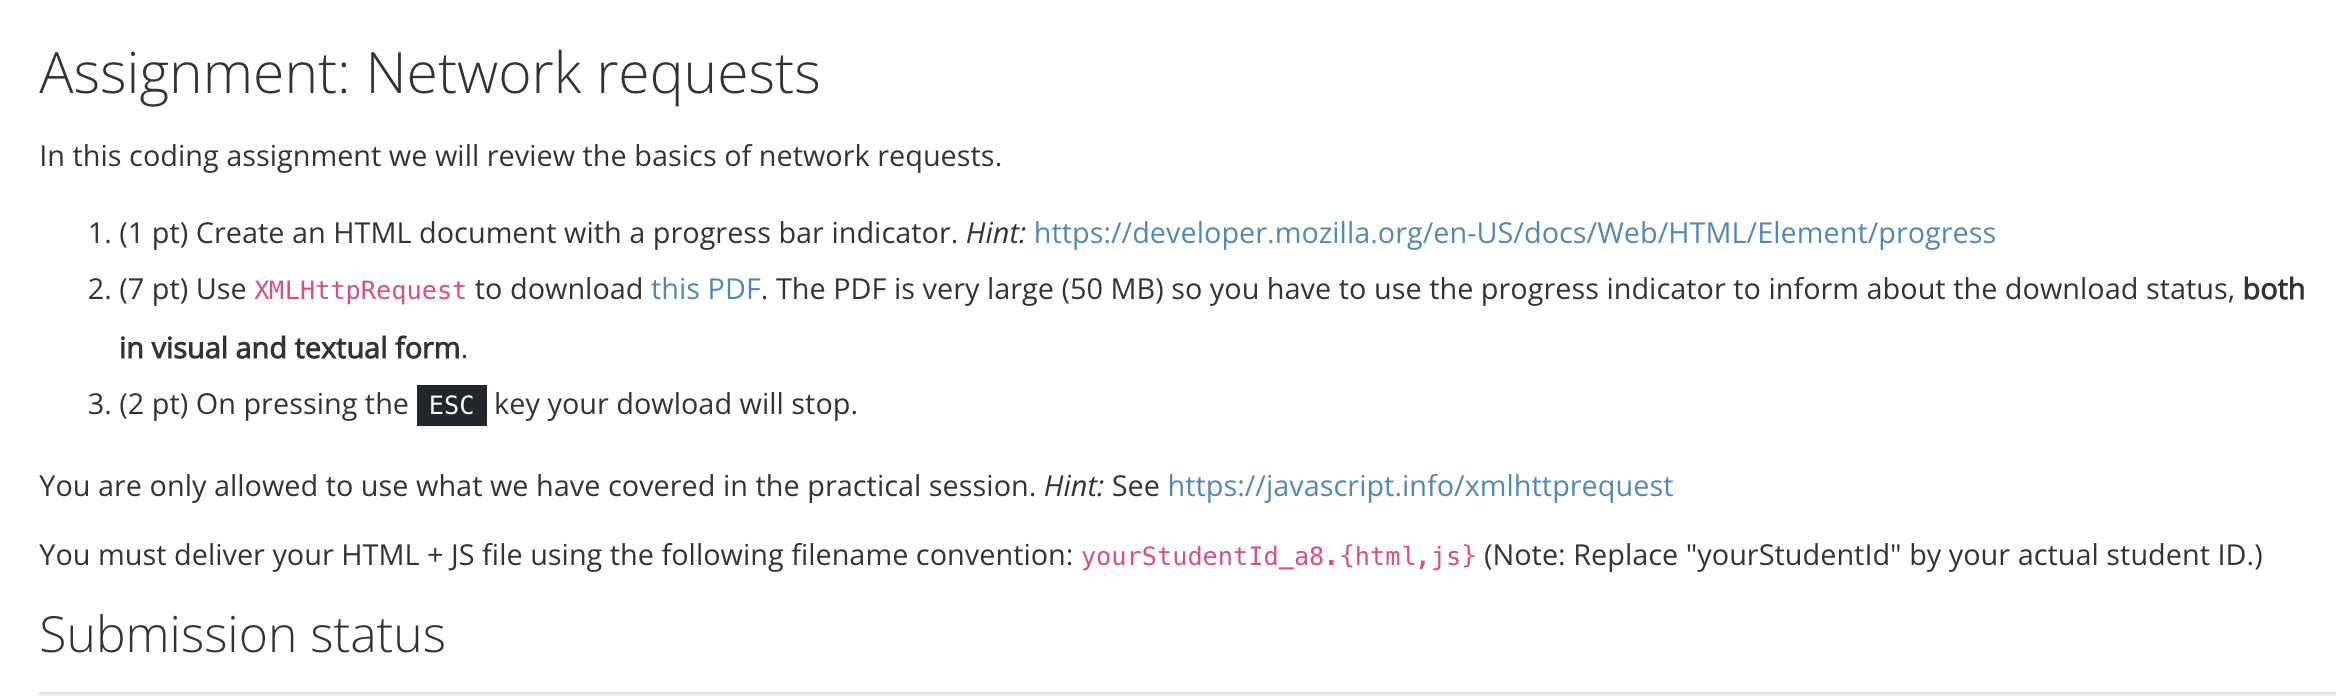 Assignment: Network requests
In this coding assignment we will review the basics of network requests.
1. (1 pt) Create an HTML document with a progress bar indicator. Hint: https://developer.mozilla.org/en-US/docs/Web/HTML/Element/progress
2. (7 pt) Use XMLHttpRequest to download this PDF. The PDF is very large (50 MB) so you have to use the progress indicator to inform about the download status, both
in visual and textual form.
3. (2 pt) On pressing the ESC key your dowload will stop.
You are only allowed to use what we have covered in the practical session. Hint: See https://javascript.info/xmlhttprequest
You must deliver your HTML + JS file using the following filename convention: yourStudentId_a8.{html,js} (Note: Replace "yourStudentId" by your actual student ID.)
Submission status